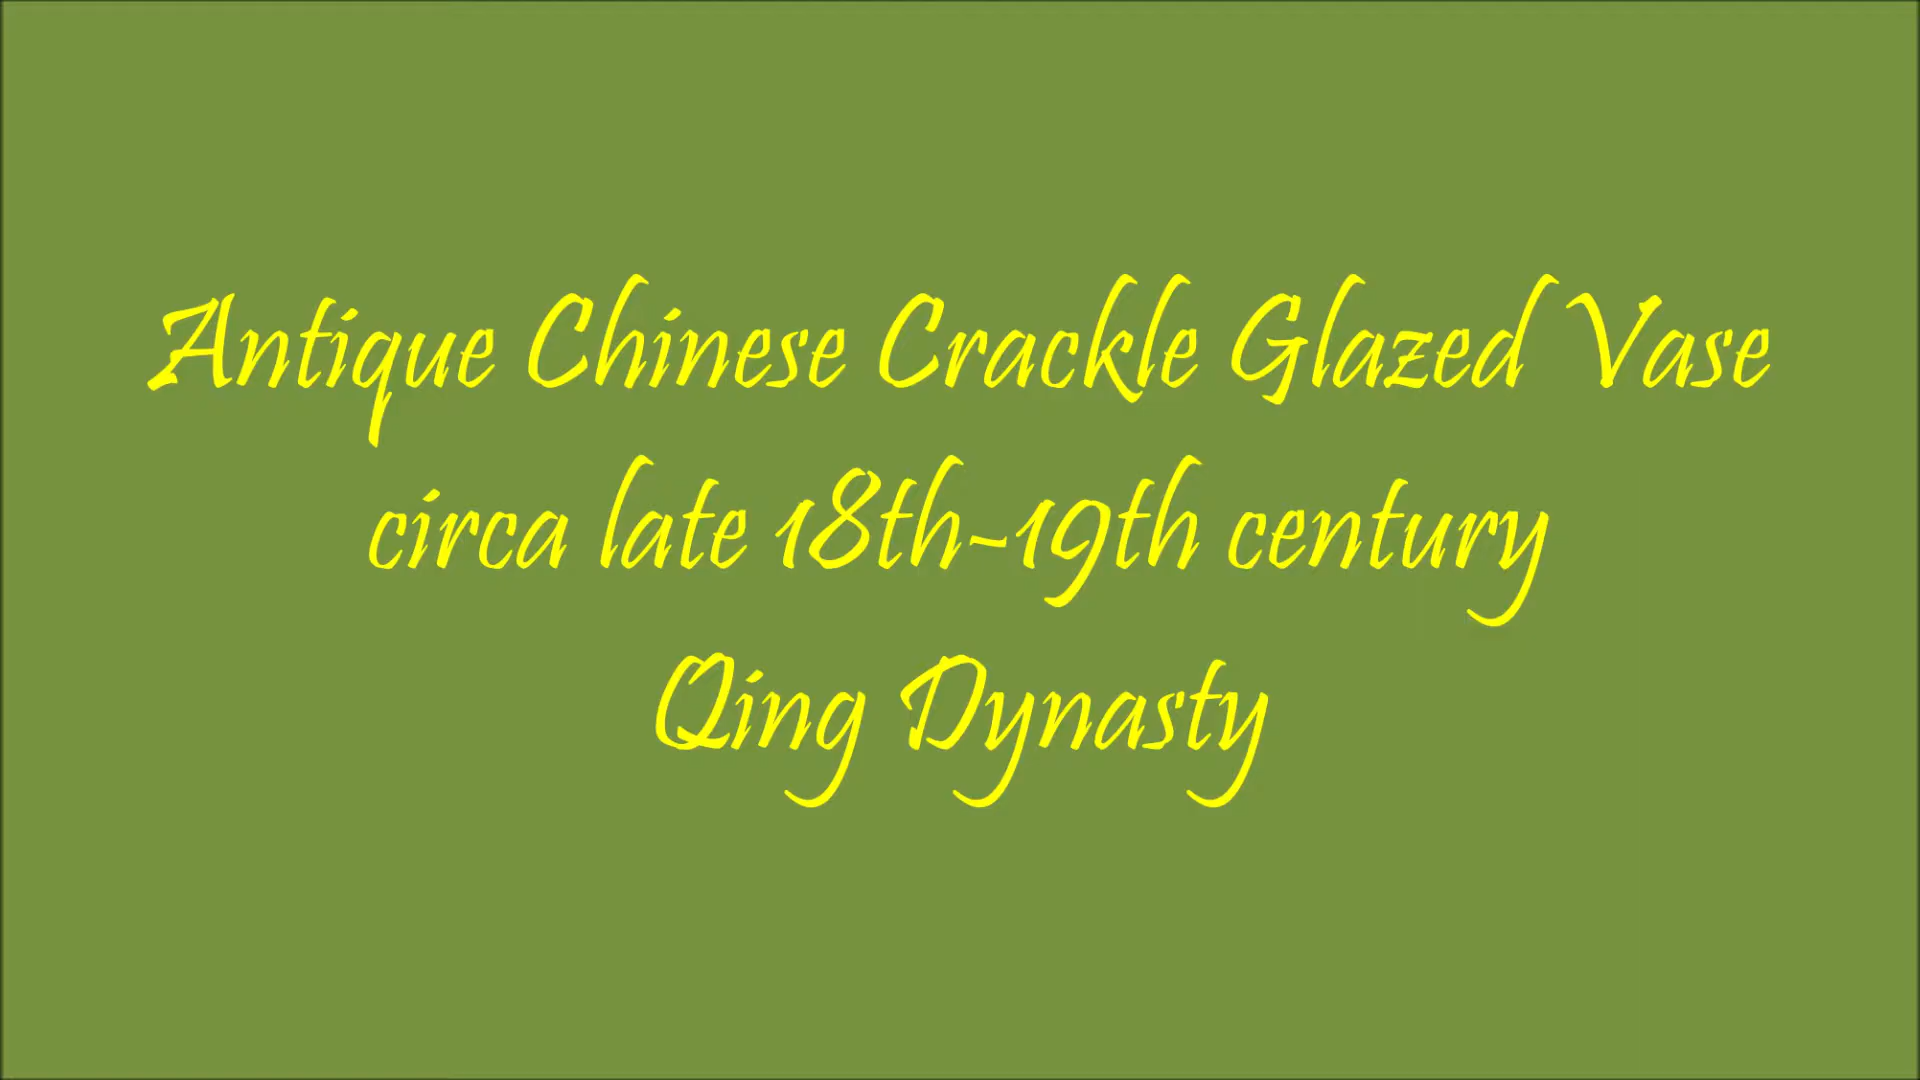 Antique Chinese Crackle Glazed Vase
circa late 18th-19th century
Qing Dynasty